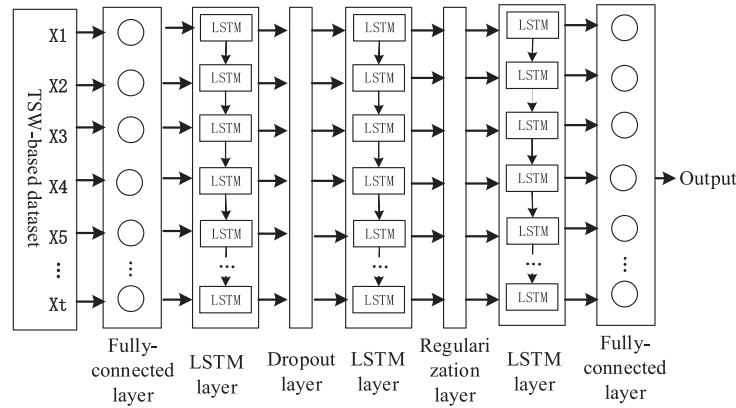 TSW-based dataset
X1
X2
X3
X4
X5
...
Xt
...
LSTM
LSTM
LSTM
LSTM
LSTM
...
LSTM
LSTM
LSTM
LSTM
LSTM
LSTM
...
LSTM
LSTM
LSTM
LSTM
LSTM
LSTM
...
LSTM
...
Output
Fully-
connected
layer
LSTM
layer
Dropout
layer
LSTM
layer
Regulari
zation
layer
LSTM
layer
Fully-
connected
layer